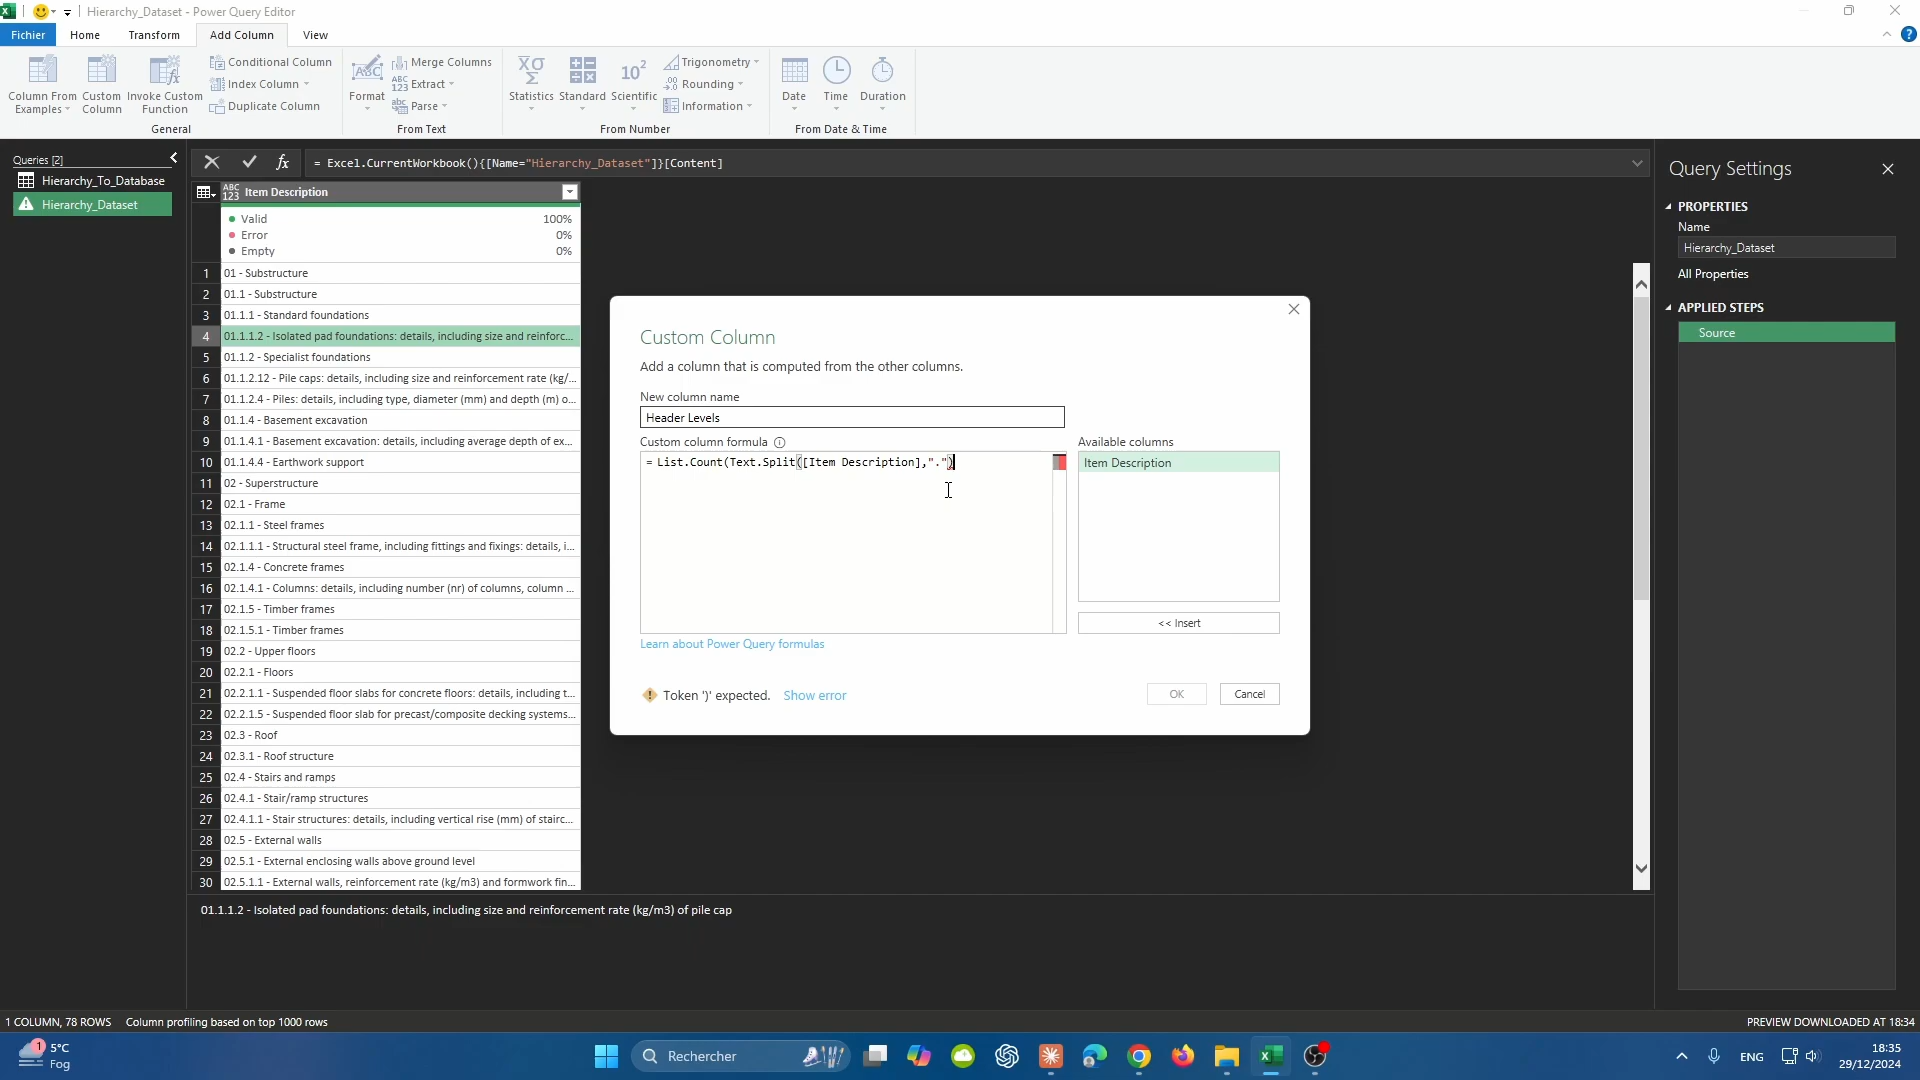 Hierarchy_Dataset - Power Query Editor
Fichier
Home
Transform
Add Column
View
?
Column From Examples
Custom Column
Invoke Custom Function
Conditional Column
Index Column
Duplicate Column
General
ABC
Format
Merge Columns
ABC 123 Extract
abc Parse
From Text
XO Σ
Statistics
Standard
10²
Scientific
Trigonometry
.00 Rounding
Information
From Number
Date
Time
Duration
From Date & Time
Queries [2]
Hierarchy_To_Database
Hierarchy_Dataset
fx
= Excel.CurrentWorkbook(){[Name="Hierarchy_Dataset"]}[Content]
ABC 123 Item Description
Valid 100%
Error 0%
Empty 0%
1 01 - Substructure
2 01.1 - Substructure
3 01.1.1 - Standard foundations
4 01.1.1.2 - Isolated pad foundations: details, including size and reinforc...
5 01.1.2 - Specialist foundations
6 01.1.2.12 - Pile caps: details, including size and reinforcement rate (kg/...
7 01.1.2.4 - Piles: details, including type, diameter (mm) and depth (m) o...
8 01.1.4 - Basement excavation
9 01.1.4.1 - Basement excavation: details, including average depth of ex...
10 01.1.4.4 - Earthwork support
11 02 - Superstructure
12 02.1 - Frame
13 02.1.1 - Steel frames
14 02.1.1.1 - Structural steel frame, including fittings and fixings: details, i...
15 02.1.4 - Concrete frames
16 02.1.4.1 - Columns: details, including number (nr) of columns, column ...
17 02.1.5 - Timber frames
18 02.1.5.1 - Timber frames
19 02.2 - Upper floors
20 02.2.1 - Floors
21 02.2.1.1 - Suspended floor slabs for concrete floors: details, including t...
22 02.2.1.5 - Suspended floor slab for precast/composite decking systems...
23 02.3 - Roof
24 02.3.1 - Roof structure
25 02.4 - Stairs and ramps
26 02.4.1 - Stair/ramp structures
27 02.4.1.1 - Stair structures: details, including vertical rise (mm) of stairc...
28 02.5 - External walls
29 02.5.1 - External enclosing walls above ground level
30 02.5.1.1 - External walls, reinforcement rate (kg/m3) and formwork fin...
01.1.1.2 - Isolated pad foundations: details, including size and reinforcement rate (kg/m3) of pile cap
Custom Column
Add a column that is computed from the other columns.
New column name
Header Levels
Custom column formula
= List.Count(Text.Split([Item Description],".")
Available columns
Item Description
<< Insert
Learn about Power Query formulas
Token ')' expected.
Show error
OK
Cancel
Query Settings
PROPERTIES
Name
Hierarchy_Dataset
All Properties
APPLIED STEPS
Source
1 COLUMN, 78 ROWS
Column profiling based on top 1000 rows
PREVIEW DOWNLOADED AT 18:34
1
5°C
Fog
Rechercher
ENG
18:35
29/12/2024